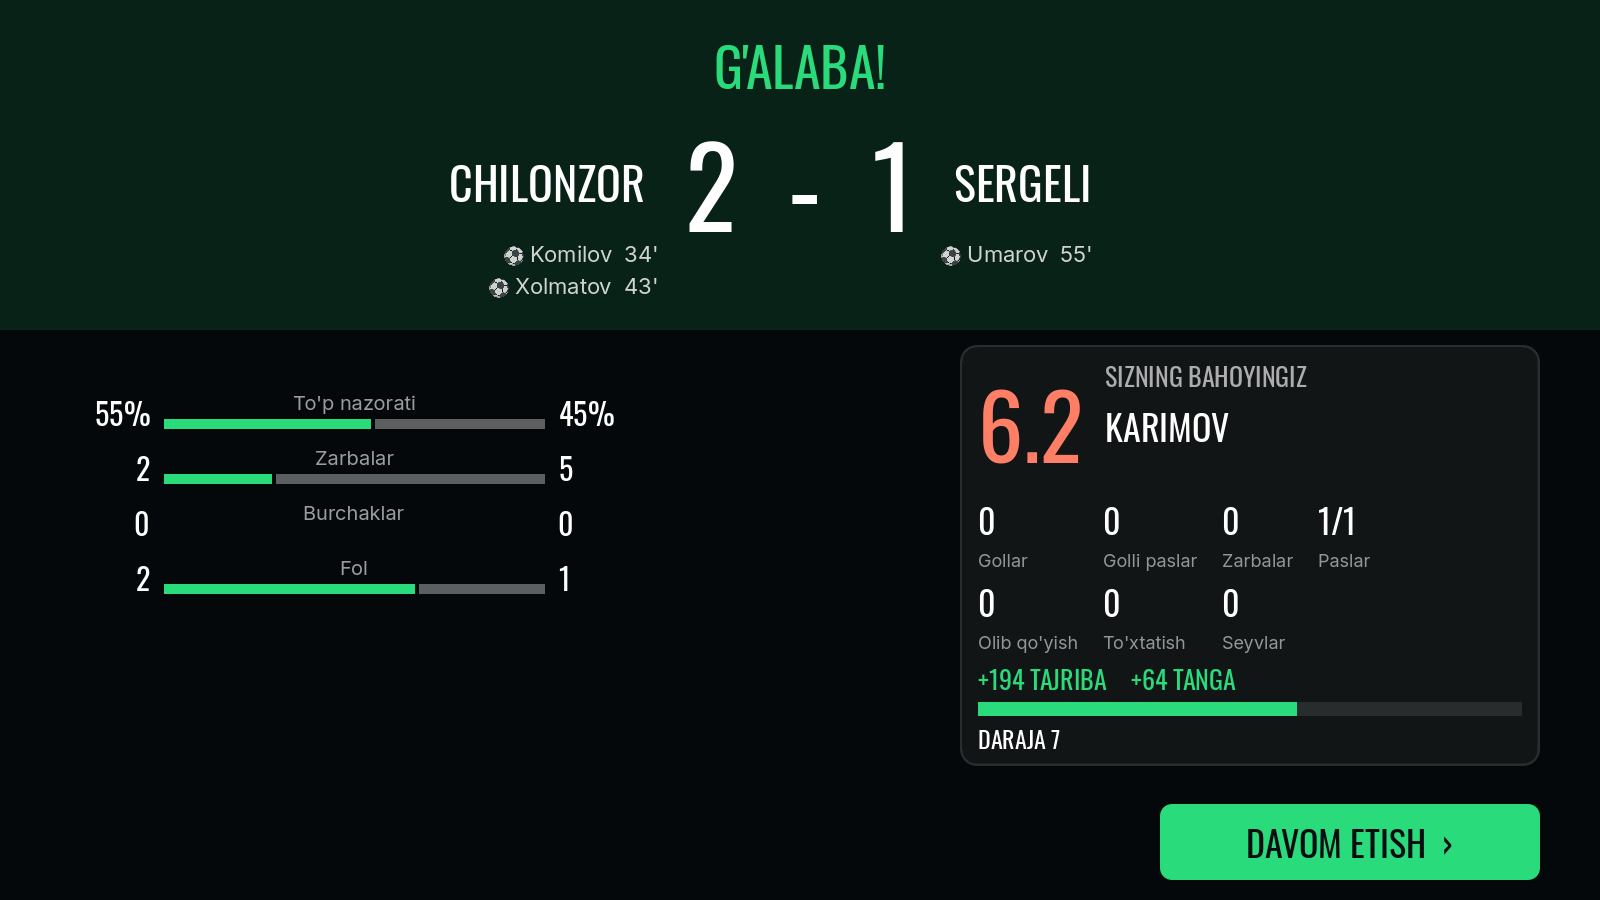 G'ALABA!
CHILONZOR 2 - 1 SERGELI
Komilov 34'
Xolmatov 43'
Umarov 55'
55% To'p nazorati 45%
2 Zarbalar 5
0 Burchaklar 0
2 Fol 1
6.2
SIZNING BAHOYINGIZ
KARIMOV
0 0 0 1/1
Gollar Golli paslar Zarbalar Paslar
0 0 0
Olib qo'yish To'xtatish Seyvlar
+194 TAJRIBA +64 TANGA
DARAJA 7
DAVOM ETISH ›